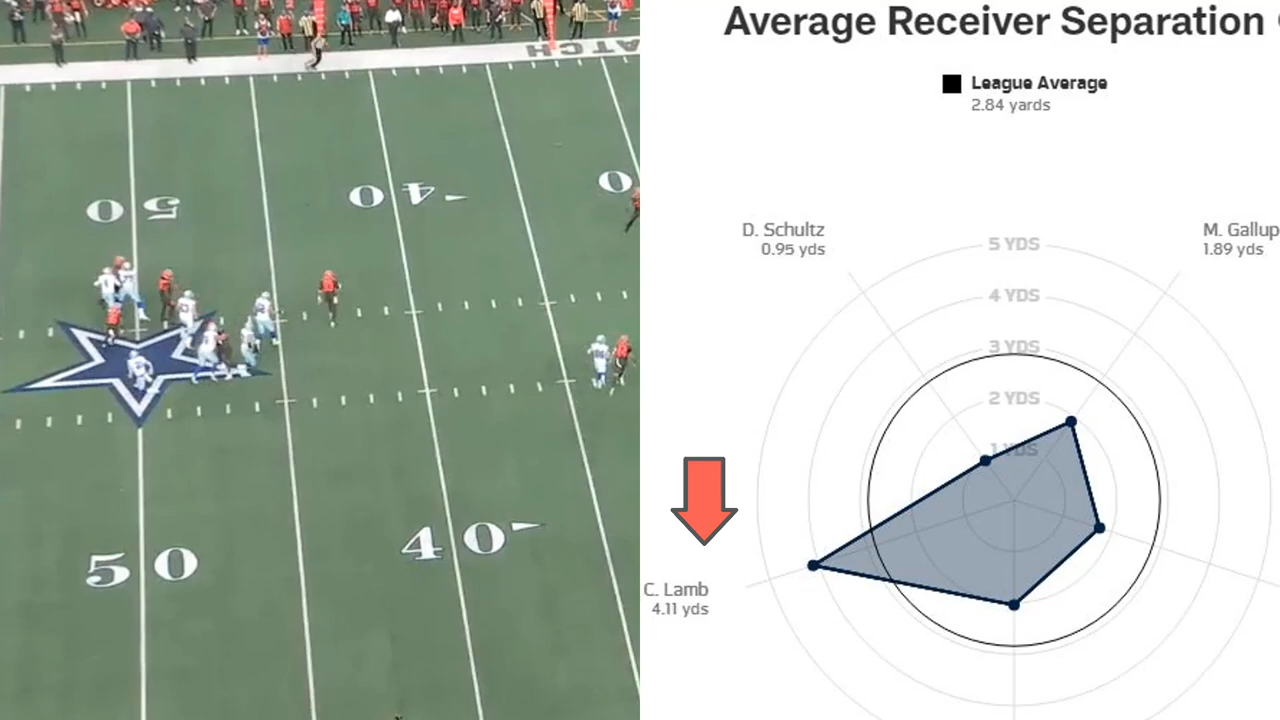 ATCH
50
40
0
50
40
Average Receiver Separation
League Average
2.84 yards
D. Schultz
0.95 yds
M. Gallup
1.89 yds
5 YDS
4 YDS
3 YDS
2 YDS
1 YDS
C. Lamb
4.11 yds